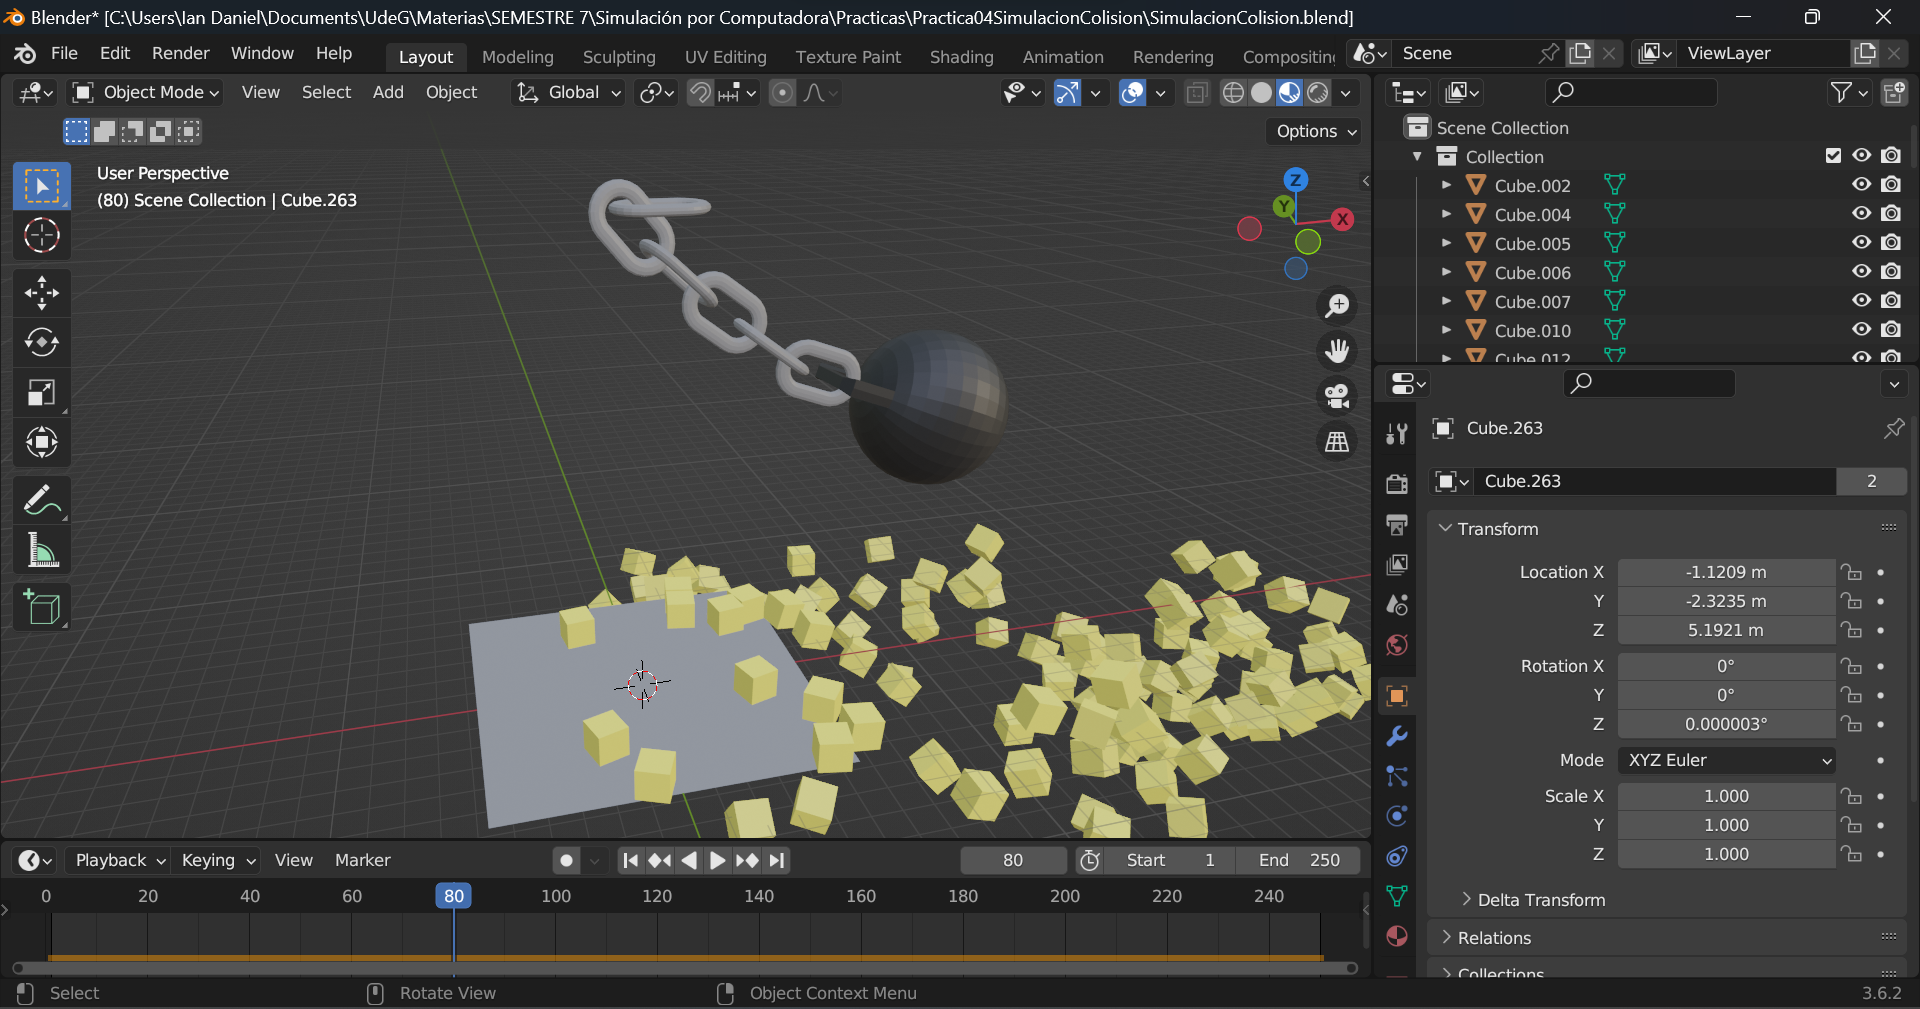 Blender* [C:\Users\Ian Daniel\Documents\UdeG\Materias\SEMESTRE 7\Simulación por Computadora\Practicas\Practica04SimulacionColision\SimulacionColision.blend]
File Edit Render Window Help Layout Modeling Sculpting UV Editing Texture Paint Shading Animation Rendering Compositing Scene ViewLayer
Object Mode View Select Add Object Global
Options
User Perspective
(80) Scene Collection | Cube.263
Z
Y
X
Scene Collection
Collection
Cube.002
Cube.004
Cube.005
Cube.006
Cube.007
Cube.010
Cube.012
Cube.263
Cube.263 2
Transform
Location X -1.1209 m
Y -2.3235 m
Z 5.1921 m
Rotation X 0°
Y 0°
Z 0.000003°
Mode XYZ Euler
Scale X 1.000
Y 1.000
Z 1.000
Delta Transform
Relations
Collections
Playback Keying View Marker 80 Start 1 End 250
0 20 40 60 80 100 120 140 160 180 200 220 240
Select Rotate View Object Context Menu 3.6.2